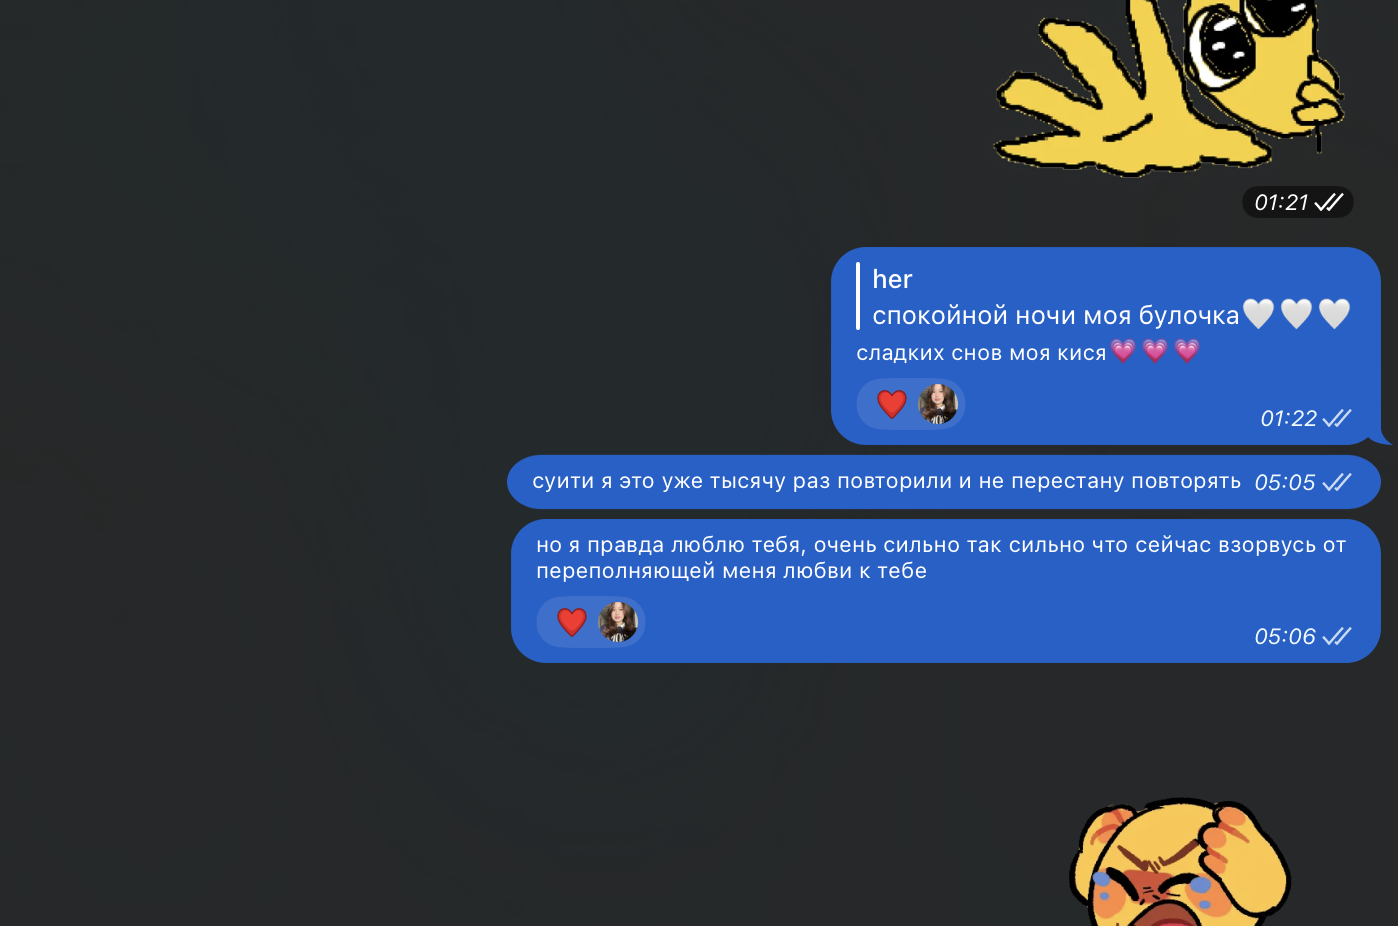 01:21
her
спокойной ночи моя булочка🤍🤍🤍
сладких снов моя кися💗💗💗
❤️
01:22
суити я это уже тысячу раз повторили и не перестану повторять 05:05
но я правда люблю тебя, очень сильно так сильно что сейчас взорвусь от
переполняющей меня любви к тебе
❤️
05:06